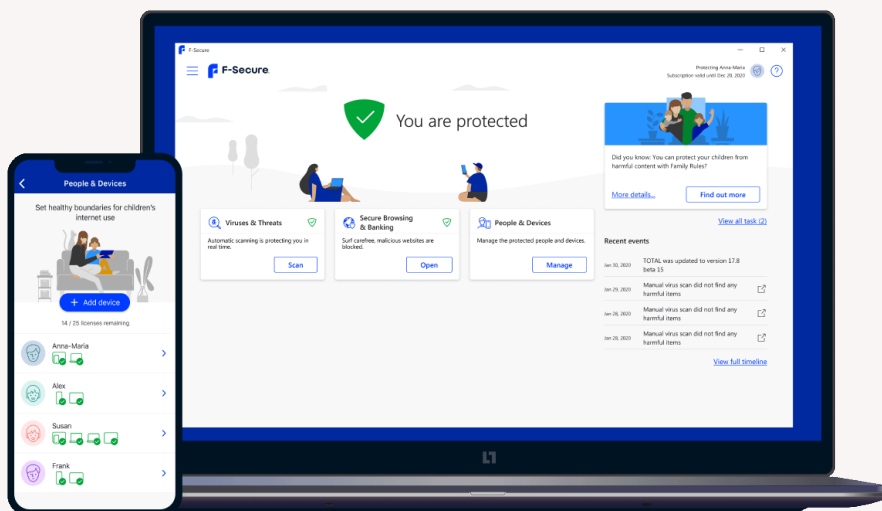 F-Secure
F-Secure
Protecting Anna-Maria
Subscription valid until Dec 20, 2020
You are protected
Did you know: You can protect your children from
harmful content with Family Rules?
More details...
Find out more
View all task (2)
Viruses & Threats
Automatic scanning is protecting you in
real time.
Scan
Secure Browsing
& Banking
Surf carefree, malicious websites are
blocked.
Open
People & Devices
Manage the protected people and devices.
Manage
Recent events
Jan 30, 2020
TOTAL was updated to version 17.8
beta 15
Jan 29, 2020
Manual virus scan did not find any
harmful items
Jan 28, 2020
Manual virus scan did not find any
harmful items
Jan 28, 2020
Manual virus scan did not find any
harmful items
View full timeline
People & Devices
Set healthy boundaries for children's
internet use
+ Add device
14 / 25 licenses remaining
Anne-Maria
Alex
Susan
Frank